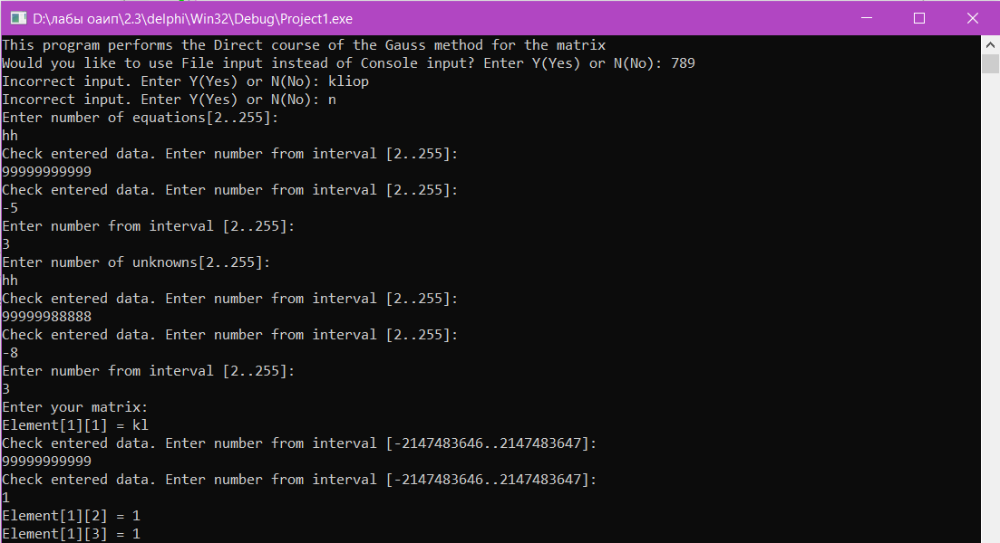 D:\лабы оаип\2.3\delphi\Win32\Debug\Project1.exe
This program performs the Direct course of the Gauss method for the matrix
Would you like to use File input instead of Console input? Enter Y(Yes) or N(No): 789
Incorrect input. Enter Y(Yes) or N(No): kliop
Incorrect input. Enter Y(Yes) or N(No): n
Enter number of equations[2..255]:
hh
Check entered data. Enter number from interval [2..255]:
99999999999
Check entered data. Enter number from interval [2..255]:
-5
Enter number from interval [2..255]:
3
Enter number of unknowns[2..255]:
hh
Check entered data. Enter number from interval [2..255]:
99999988888
Check entered data. Enter number from interval [2..255]:
-8
Enter number from interval [2..255]:
3
Enter your matrix:
Element[1][1] = kl
Check entered data. Enter number from interval [-2147483646..2147483647]:
99999999999
Check entered data. Enter number from interval [-2147483646..2147483647]:
1
Element[1][2] = 1
Element[1][3] = 1